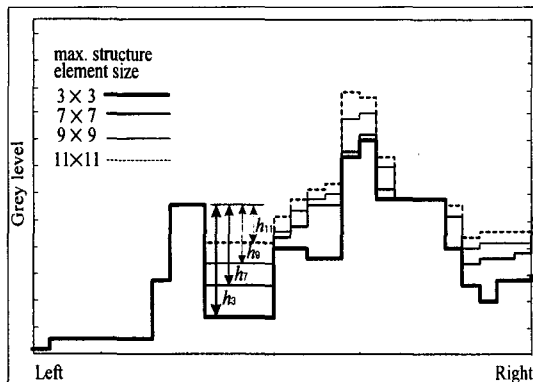 max. structure
element size
3 × 3
7 × 7
9 × 9
11×11
Grey level
h11
h9
h7
h3
Left
Right